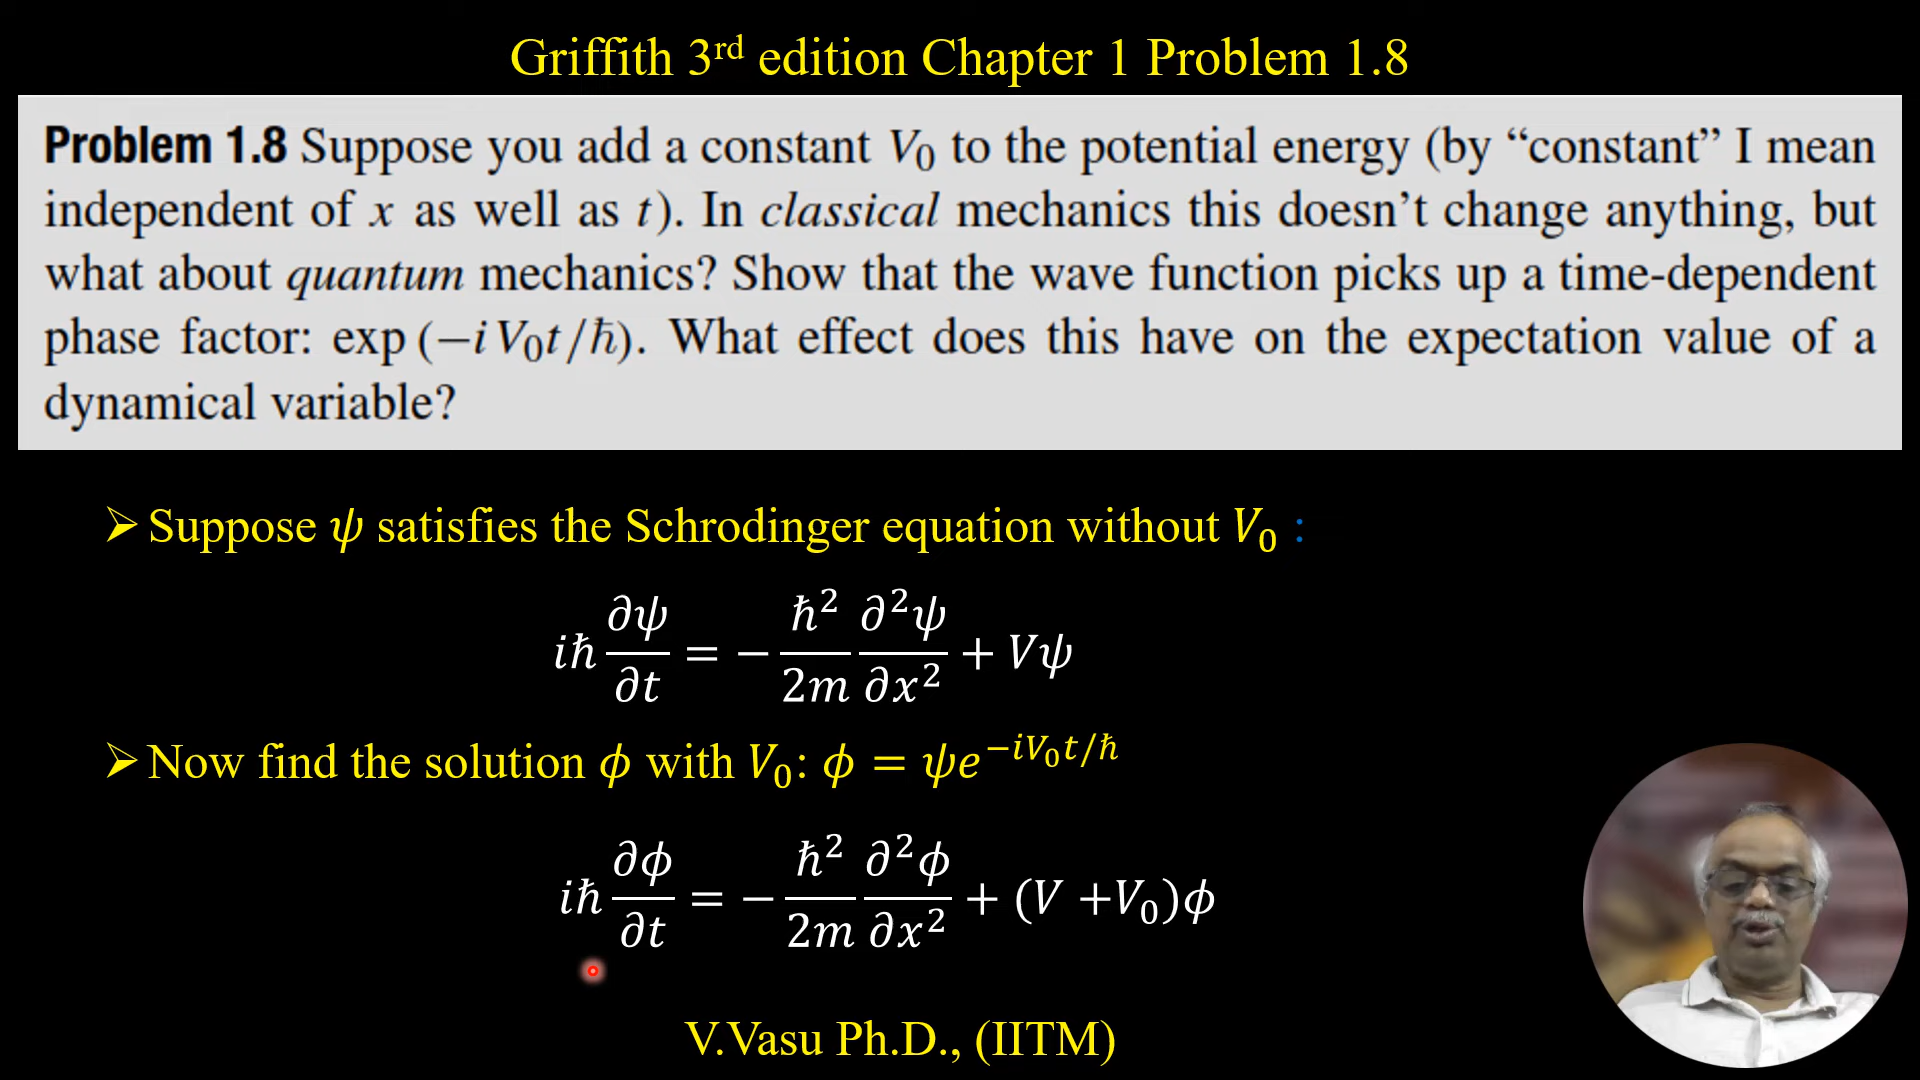 Griffith 3rd edition Chapter 1 Problem 1.8
Problem 1.8 Suppose you add a constant V₀ to the potential energy (by “constant” I mean
independent of x as well as t). In classical mechanics this doesn’t change anything, but
what about quantum mechanics? Show that the wave function picks up a time-dependent
phase factor: exp (−i V₀t/ħ). What effect does this have on the expectation value of a
dynamical variable?
➢ Suppose ψ satisfies the Schrodinger equation without V₀ :
iħ ∂ψ/∂t = − ħ²/2m ∂²ψ/∂x² + Vψ
➢ Now find the solution ϕ with V₀: ϕ = ψe^(−iV₀t/ħ)
iħ ∂ϕ/∂t = − ħ²/2m ∂²ϕ/∂x² + (V +V₀)ϕ
V.Vasu Ph.D., (IITM)